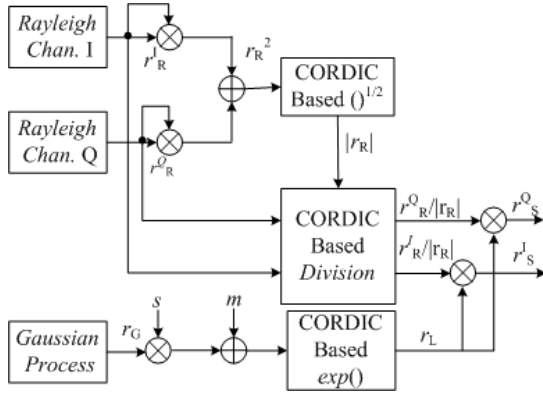 Rayleigh
Chan. I
r^I_R
r_R^2
CORDIC
Based ()^{1/2}
Rayleigh
Chan. Q
r^Q_R
|r_R|
CORDIC
Based
Division
r^Q_R/|r_R|
r^Q_S
r^I_R/|r_R|
r^I_S
s
m
Gaussian
Process
r_G
CORDIC
Based
exp()
r_L